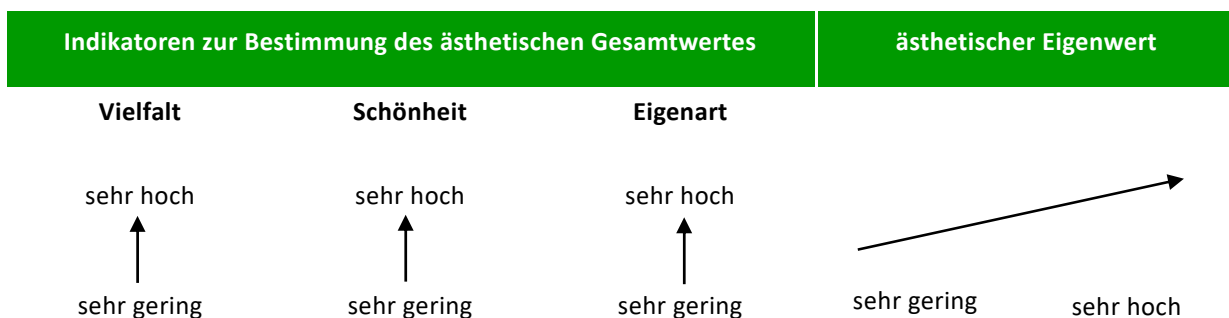 Indikatoren zur Bestimmung des ästhetischen Gesamtwertes ästhetischer Eigenwert
Vielfalt Schönheit Eigenart
sehr hoch sehr hoch sehr hoch
sehr gering sehr gering sehr gering sehr gering sehr hoch